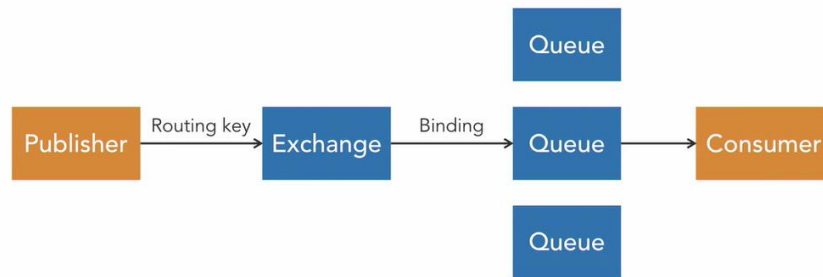 Queue
Publisher
Routing key
Exchange
Binding
Queue
Consumer
Queue